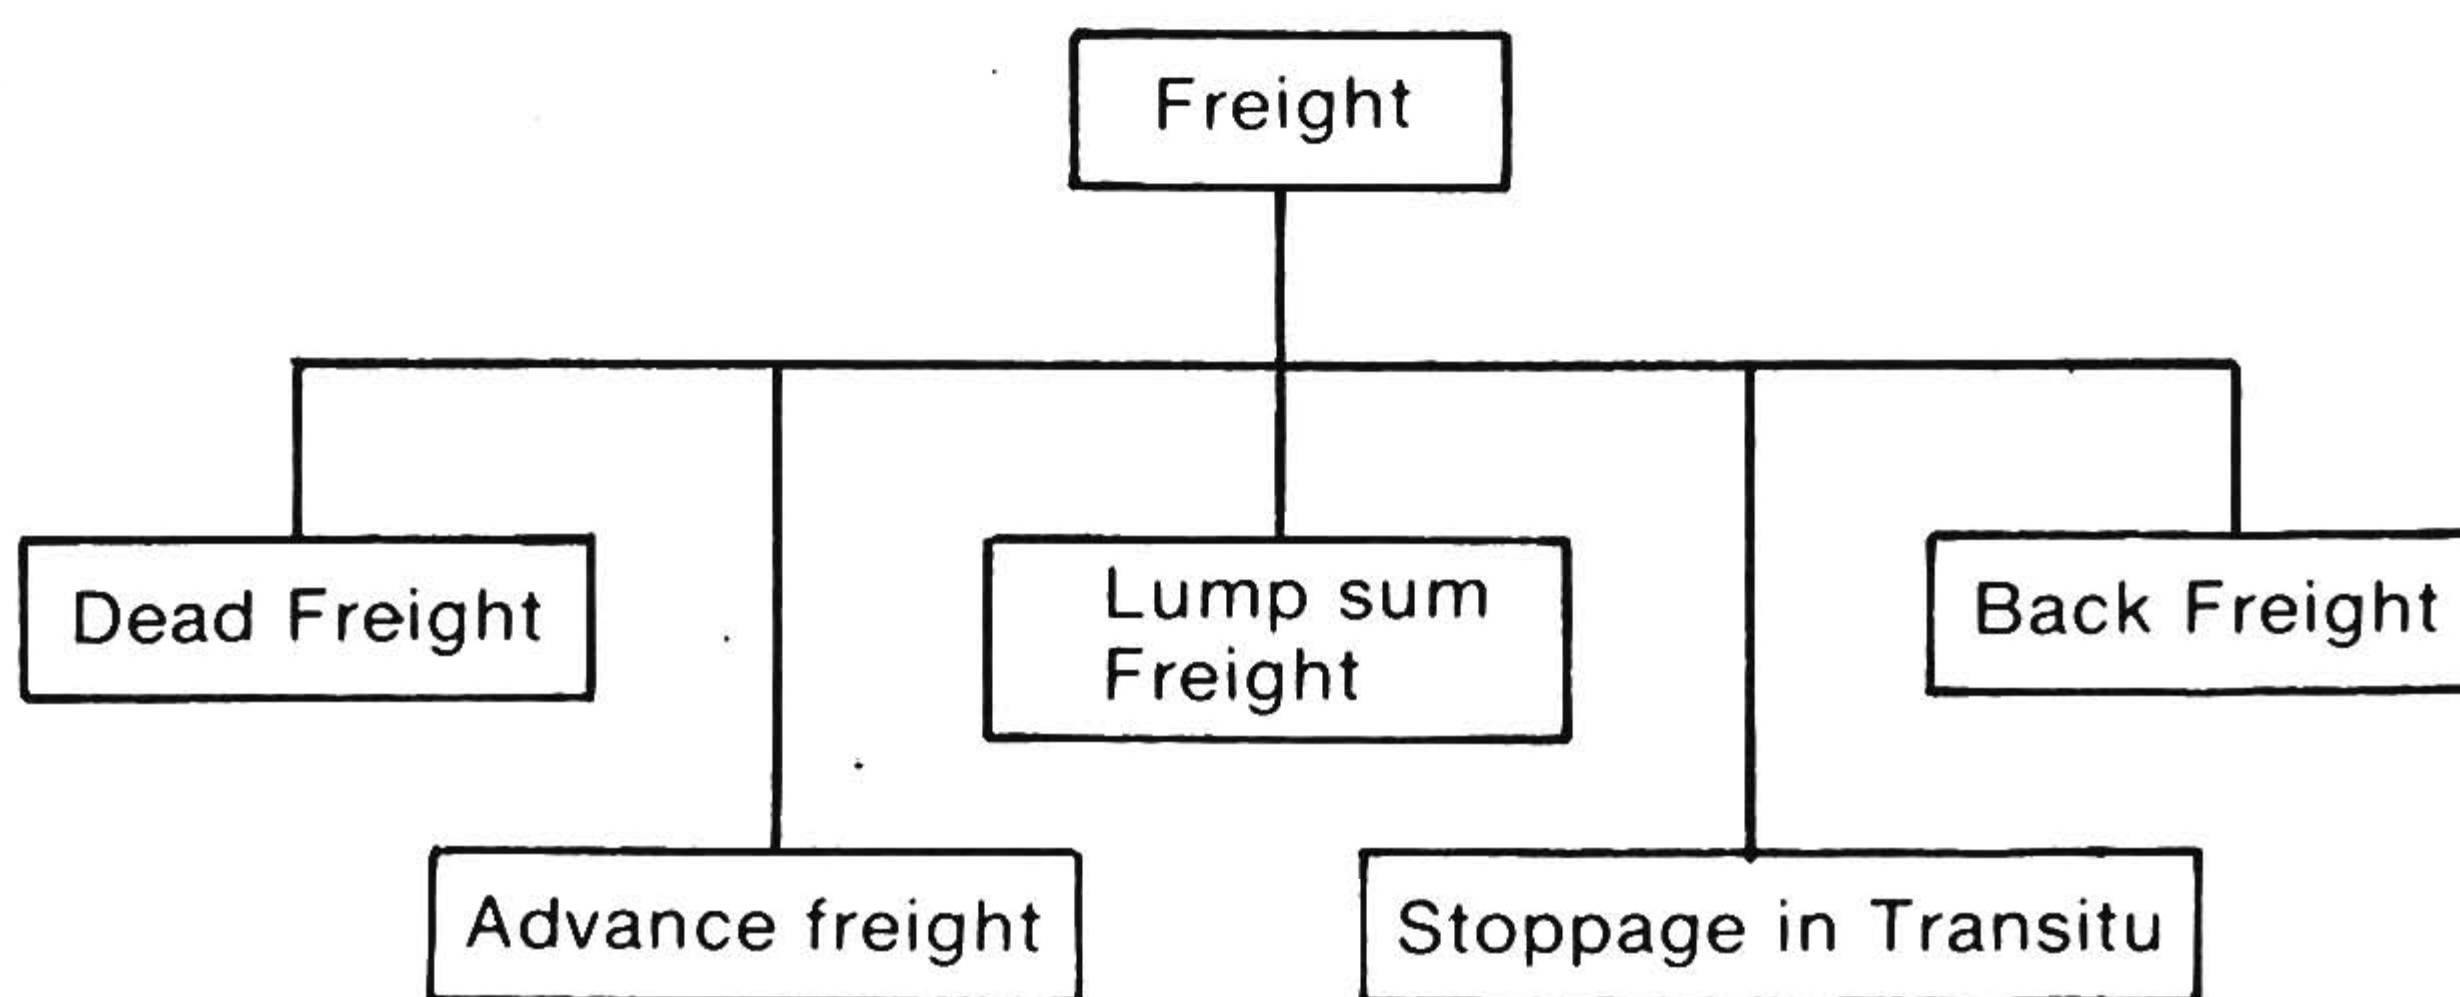 Freight
Dead Freight
Lump sum
Freight
Back Freight
Advance freight
Stoppage in Transitu